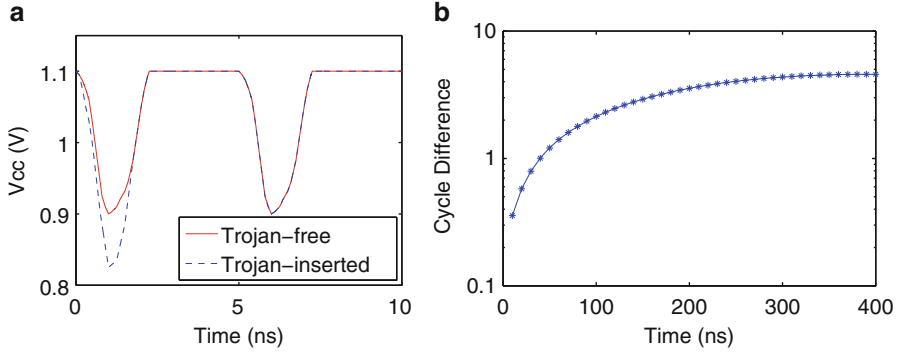 a
1.1
1
0.9
0.8
Vcc (V)
Trojan-free
Trojan-inserted
0
5
10
Time (ns)
b
10
1
0.1
Cycle Difference
0
100
200
300
400
Time (ns)